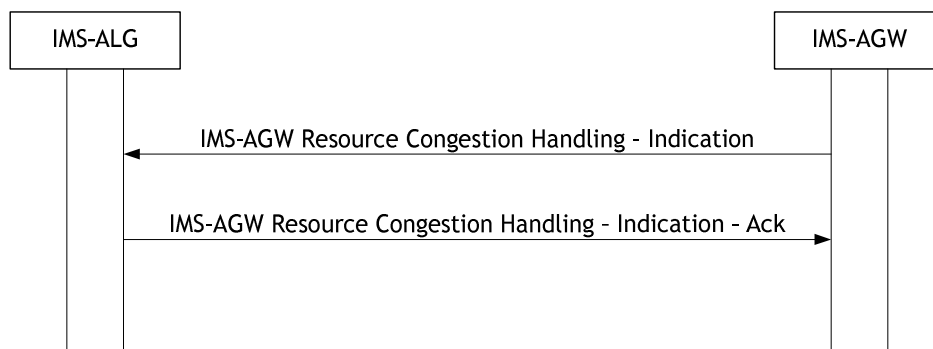 IMS-ALG
IMS-AGW
IMS-AGW Resource Congestion Handling - Indication
IMS-AGW Resource Congestion Handling - Indication - Ack